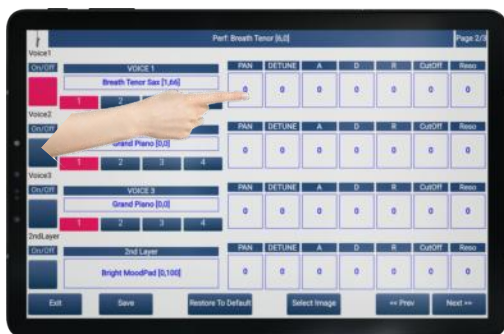 Perf: Breath Tenor [6,0] Page 2/3
Voice1
On/Off VOICE 1 PAN DETUNE A D R CutOff Reso
Breath Tenor Sax [1,66] 0 0 0 0 0 0 0
1 2
Voice2
On/Off PAN DETUNE A D R CutOff Reso
Grand Piano [0,0] 0 0 0 0 0 0 0
1 2 3 4
Voice3
On/Off VOICE 3 PAN DETUNE A D R CutOff Reso
Grand Piano [0,0] 0 0 0 0 0 0 0
1 2 3 4
2ndLayer
On/Off 2nd Layer PAN DETUNE A D R CutOff Reso
Bright MoodPad [0,100] 0 0 0 0 0 0 0
Exit Save Restore To Default Select Image << Prev Next >>